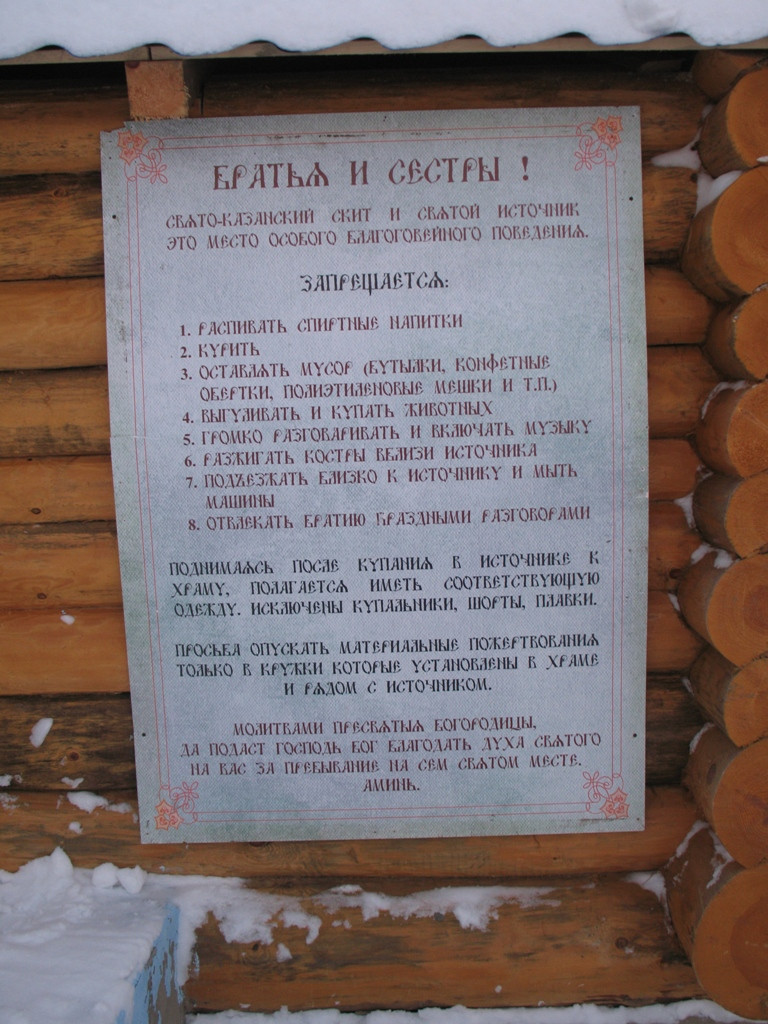 БРАТЬЯ И СЕСТРЫ !
СВЯТО-КАЗАНСКИЙ СКИТ И СВЯТОЙ ИСТОЧНИК
ЭТО МЕСТО ОСОБОГО БЛАГОГОВЕЙНОГО ПОВЕДЕНИЯ.
ЗАПРЕЩАЕТСЯ:
1. РАСПИВАТЬ СПИРТНЫЕ НАПИТКИ
2. КУРИТЬ
3. ОСТАВЛЯТЬ МУСОР (БУТЫЛКИ, КОНФЕТНЫЕ
ОБЕРТКИ, ПОЛИЭТИЛЕНОВЫЕ МЕШКИ И Т.П.)
4. ВЫГУЛИВАТЬ И КУПАТЬ ЖИВОТНЫХ
5. ГРОМКО РАЗГОВАРИВАТЬ И ВКЛЮЧАТЬ МУЗЫКУ
6. РАЗЖИГАТЬ КОСТРЫ ВБЛИЗИ ИСТОЧНИКА
7. ПОДЪЕЗЖАТЬ БЛИЗКО К ИСТОЧНИКУ И МЫТЬ
МАШИНЫ
8. ОТВЛЕКАТЬ БРАТИЮ ПРАЗДНЫМИ РАЗГОВОРАМИ
ПОДНИМАЯСЬ ПОСЛЕ КУПАНИЯ В ИСТОЧНИКЕ К
ХРАМУ, ПОЛАГАЕТСЯ ИМЕТЬ СООТВЕТСТВУЮЩУЮ
ОДЕЖДУ. ИСКЛЮЧЕНЫ КУПАЛЬНИКИ, ШОРТЫ, ПЛАВКИ.
ПРОСЬБА ОПУСКАТЬ МАТЕРИАЛЬНЫЕ ПОЖЕРТВОВАНИЯ
ТОЛЬКО В КРУЖКИ КОТОРЫЕ УСТАНОВЛЕНЫ В ХРАМЕ
И РЯДОМ С ИСТОЧНИКОМ.
МОЛИТВАМИ ПРЕСВЯТЫЯ БОГОРОДИЦЫ,
ДА ПОДАСТ ГОСПОДЬ БОГ БЛАГОДАТЬ ДУХА СВЯТОГО
НА ВАС ЗА ПРЕБЫВАНИЕ НА СЕМ СВЯТОМ МЕСТЕ.
АМИНЬ.